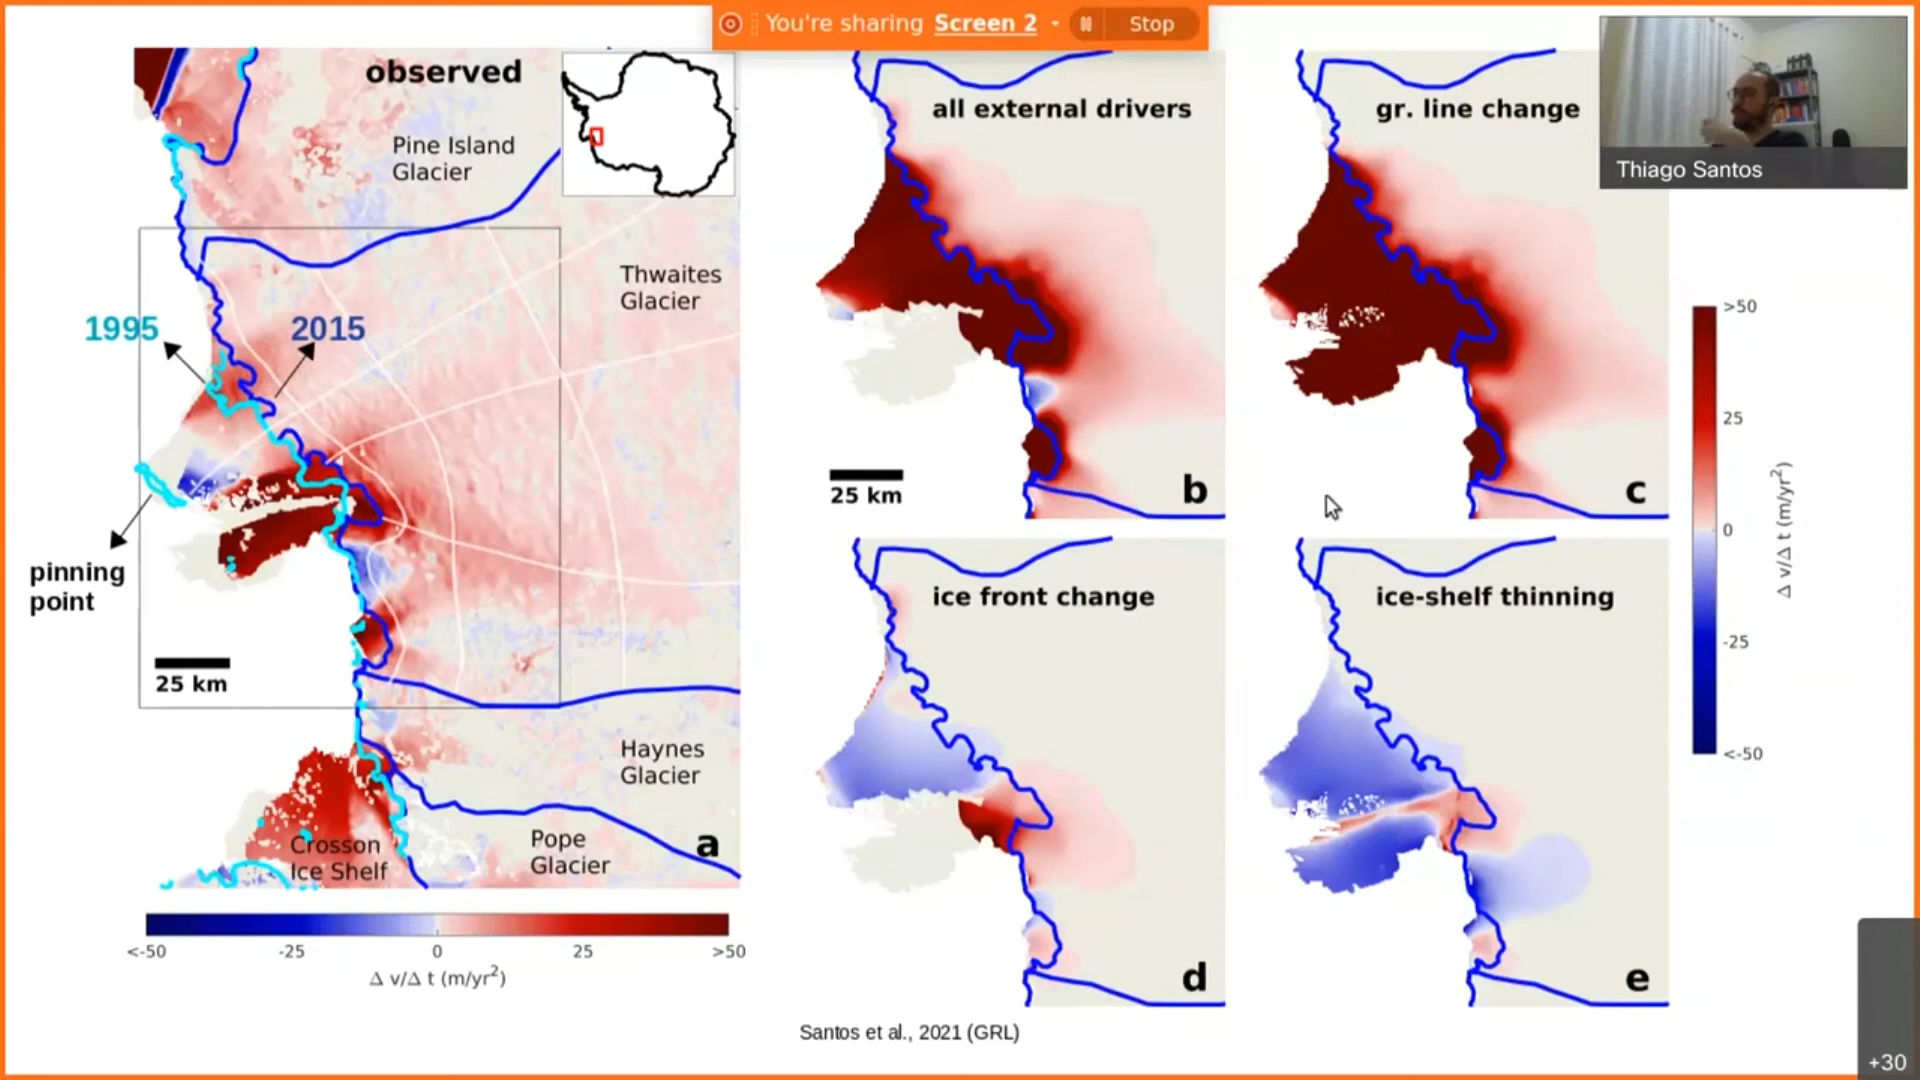 You're sharing Screen 2 Stop
Thiago Santos
observed
Pine Island
Glacier
Thwaites
Glacier
1995
2015
pinning
point
25 km
Haynes
Glacier
Pope
Glacier
Crosson
Ice Shelf
a
<-50 -25 0 25 >50
Δ v/Δ t (m/yr²)
all external drivers
25 km
b
gr. line change
c
ice front change
d
ice-shelf thinning
e
>50
25
0
-25
<-50
Δ v/Δ t (m/yr²)
Santos et al., 2021 (GRL)
+30